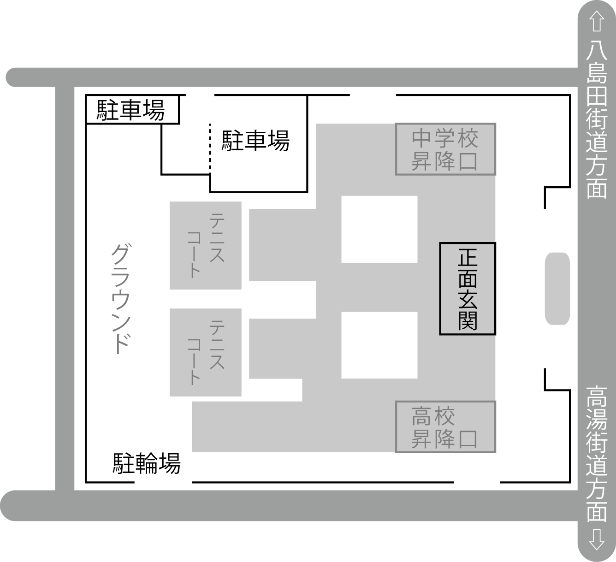 ⇧八島田街道方面
駐車場
駐車場
中学校
昇降口
テニス
コート
グラウンド
正面玄関
テニス
コート
高校
昇降口
高湯街道方面⇩
駐輪場